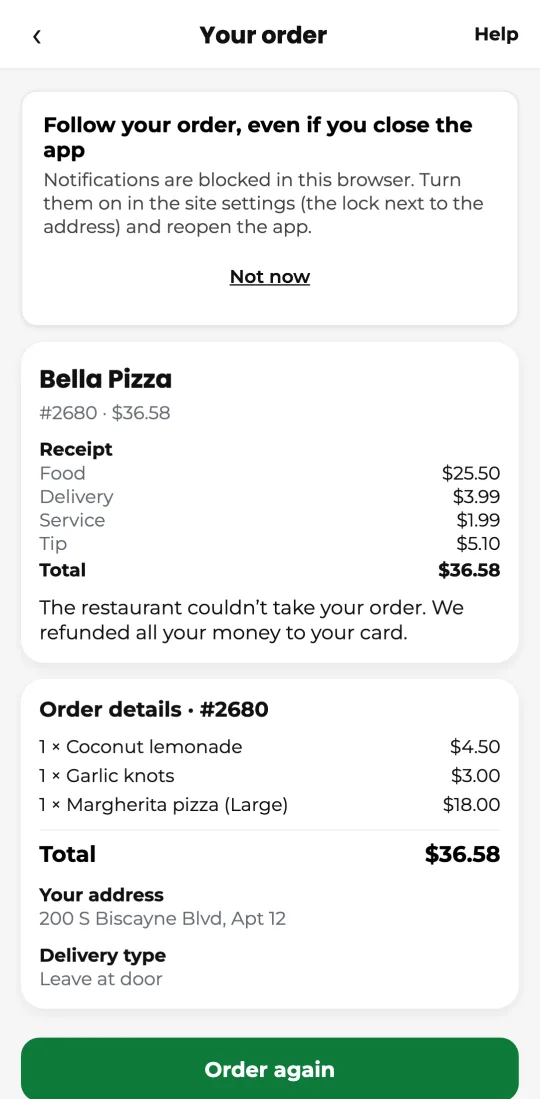 ‹ Your order Help
Follow your order, even if you close the
app
Notifications are blocked in this browser. Turn
them on in the site settings (the lock next to the
address) and reopen the app.
Not now
Bella Pizza
#2680 · $36.58
Receipt
Food $25.50
Delivery $3.99
Service $1.99
Tip $5.10
Total $36.58
The restaurant couldn’t take your order. We
refunded all your money to your card.
Order details · #2680
1 × Coconut lemonade $4.50
1 × Garlic knots $3.00
1 × Margherita pizza (Large) $18.00
Total $36.58
Your address
200 S Biscayne Blvd, Apt 12
Delivery type
Leave at door
Order again